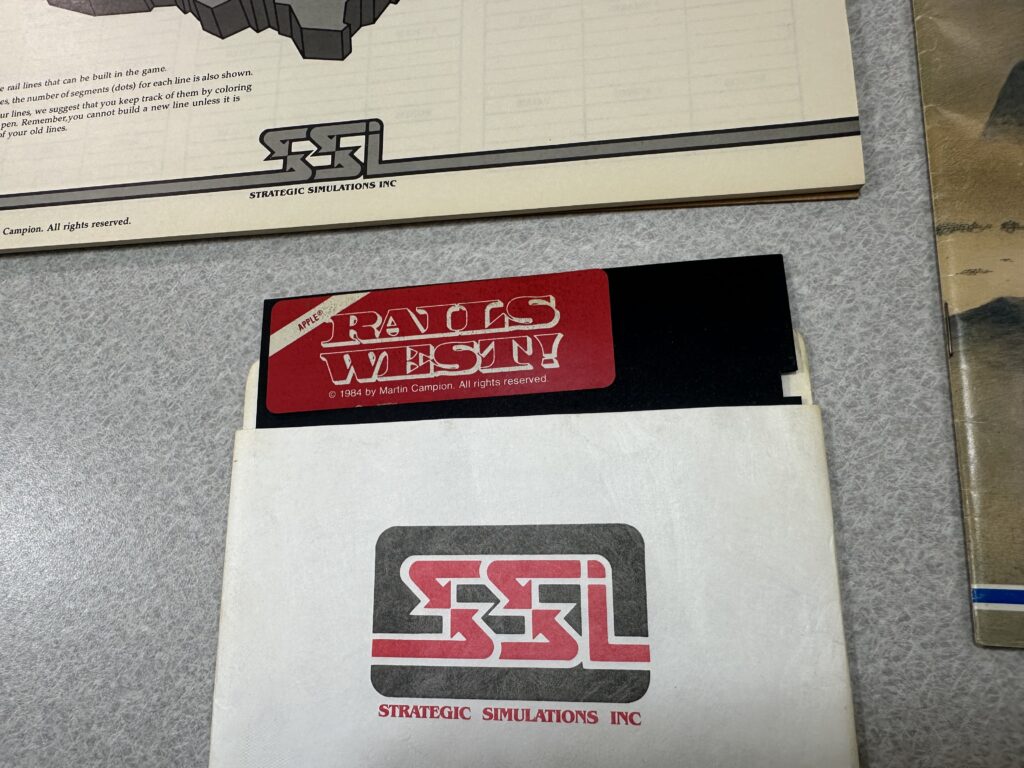 e rail lines that can be built in the game.
es, the number of segments (dots) for each line is also shown.
ur lines, we suggest that you keep track of them by coloring
pen. Remember,you cannot build a new line unless it is
of your old lines.
SSI
STRATEGIC SIMULATIONS INC
Campion. All rights reserved.
APPLE®
RAILS
WEST!
© 1984 by Martin Campion. All rights reserved.
SSI
STRATEGIC SIMULATIONS INC